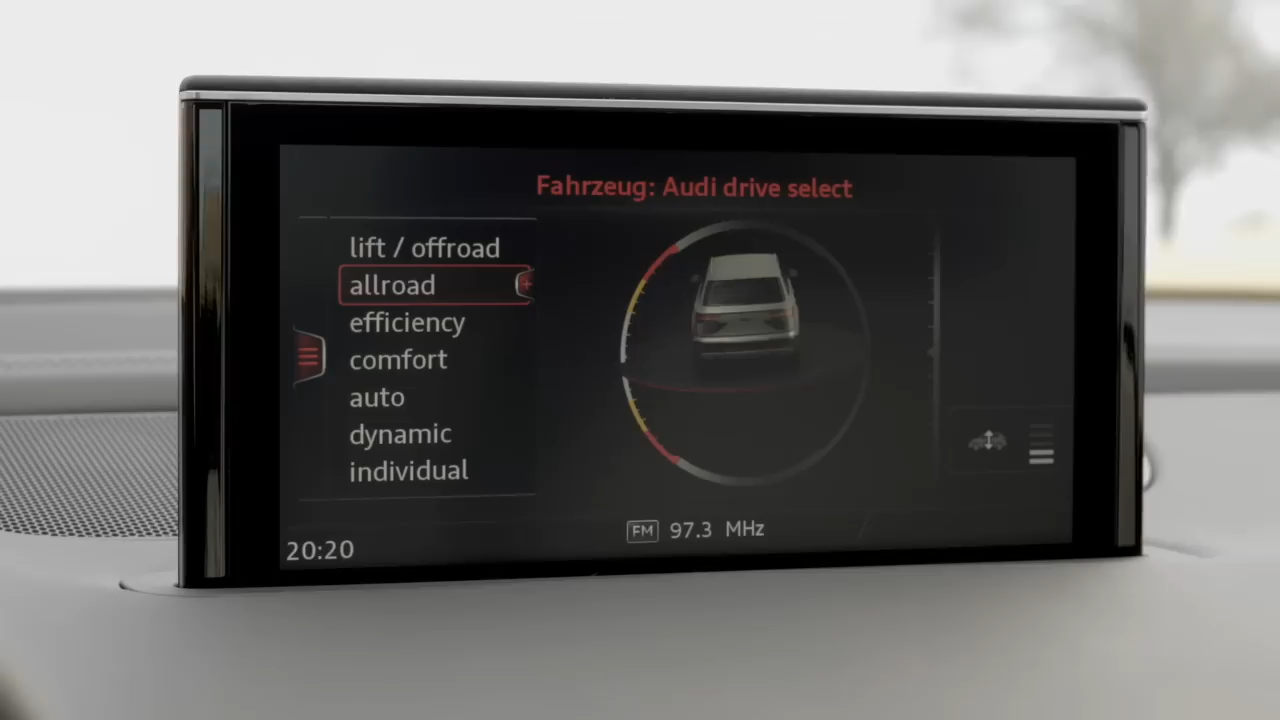 Fahrzeug: Audi drive select
lift / offroad
allroad
efficiency
comfort
auto
dynamic
individual
FM 97.3 MHz
20:20